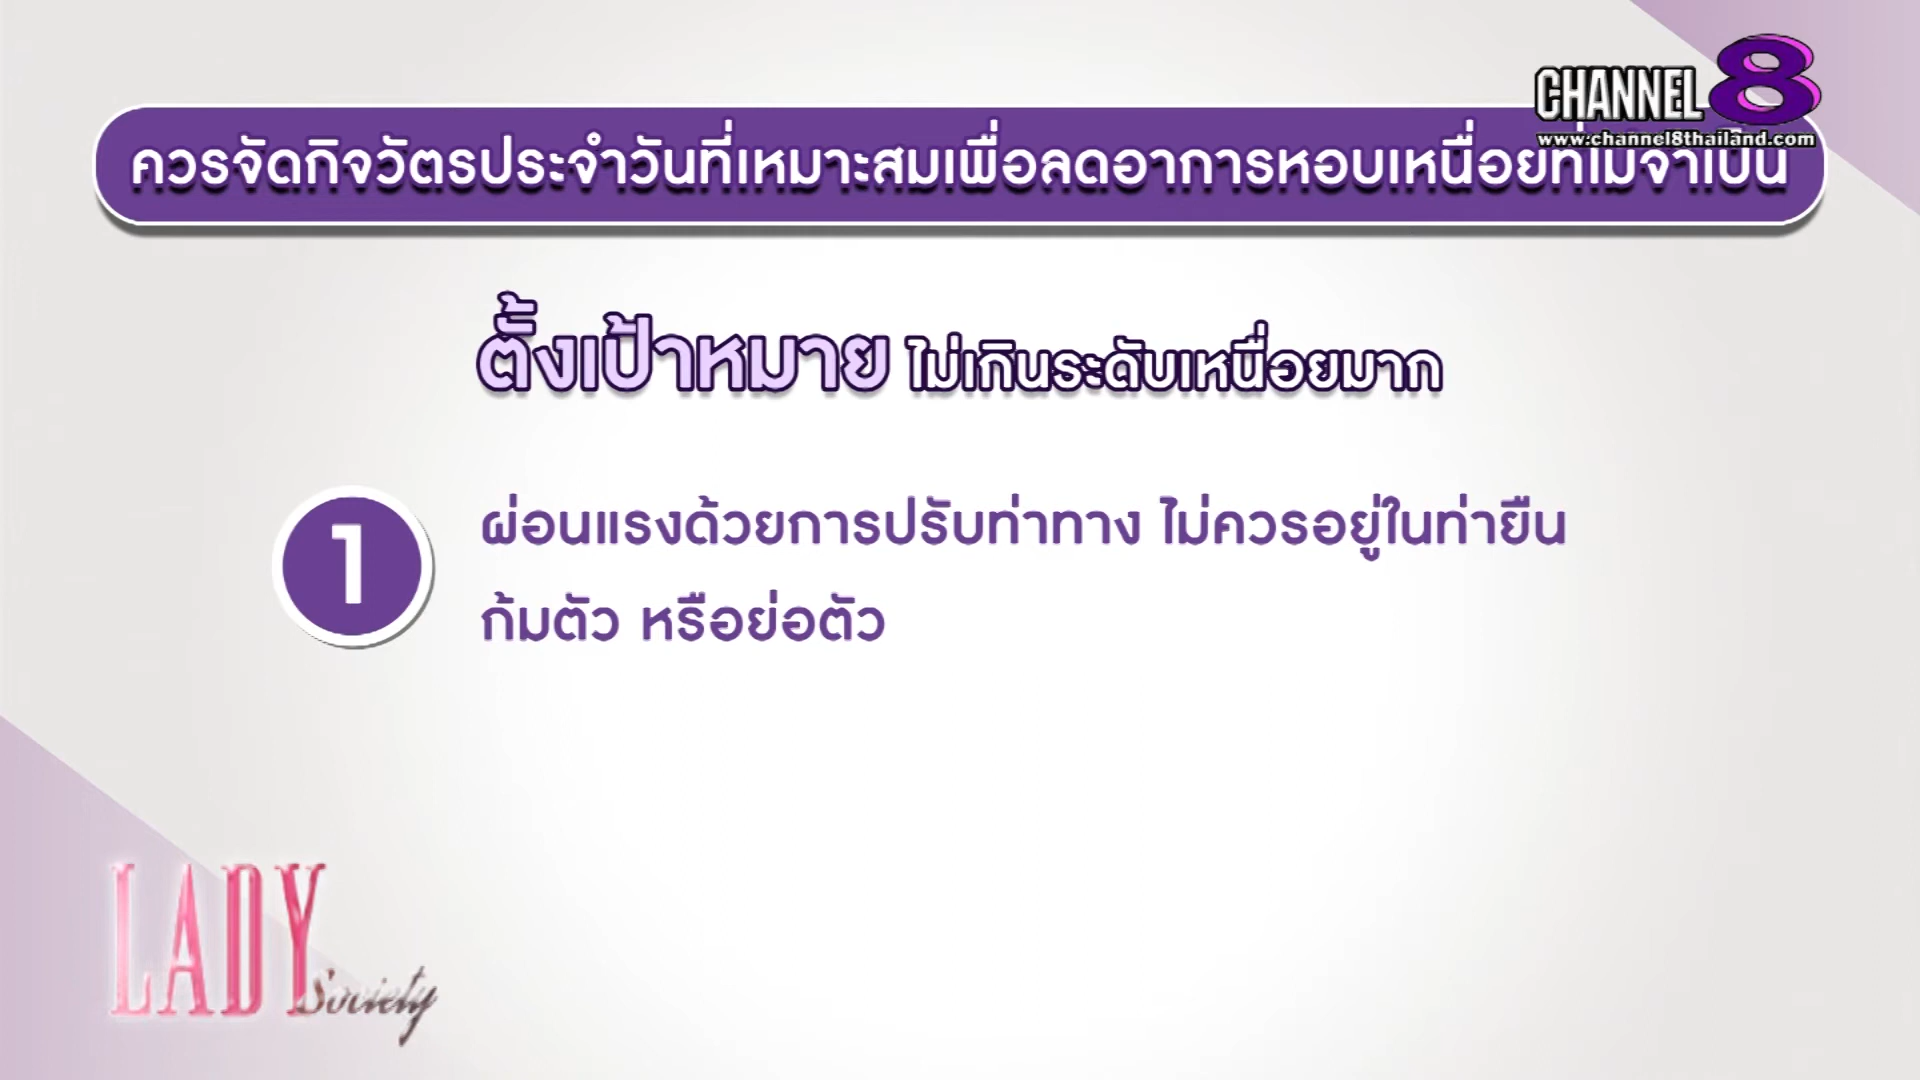 CHANNEL 8
www.channel8thailand.com
ควรจัดกิจวัตรประจำวันที่เหมาะสมเพื่อลดอาการหอบเหนื่อยที่ไม่จำเป็น
ตั้งเป้าหมาย ไม่เกินระดับเหนื่อยมาก
1 ผ่อนแรงด้วยการปรับท่าทาง ไม่ควรอยู่ในท่ายืน
ก้มตัว หรือย่อตัว
LADY Society